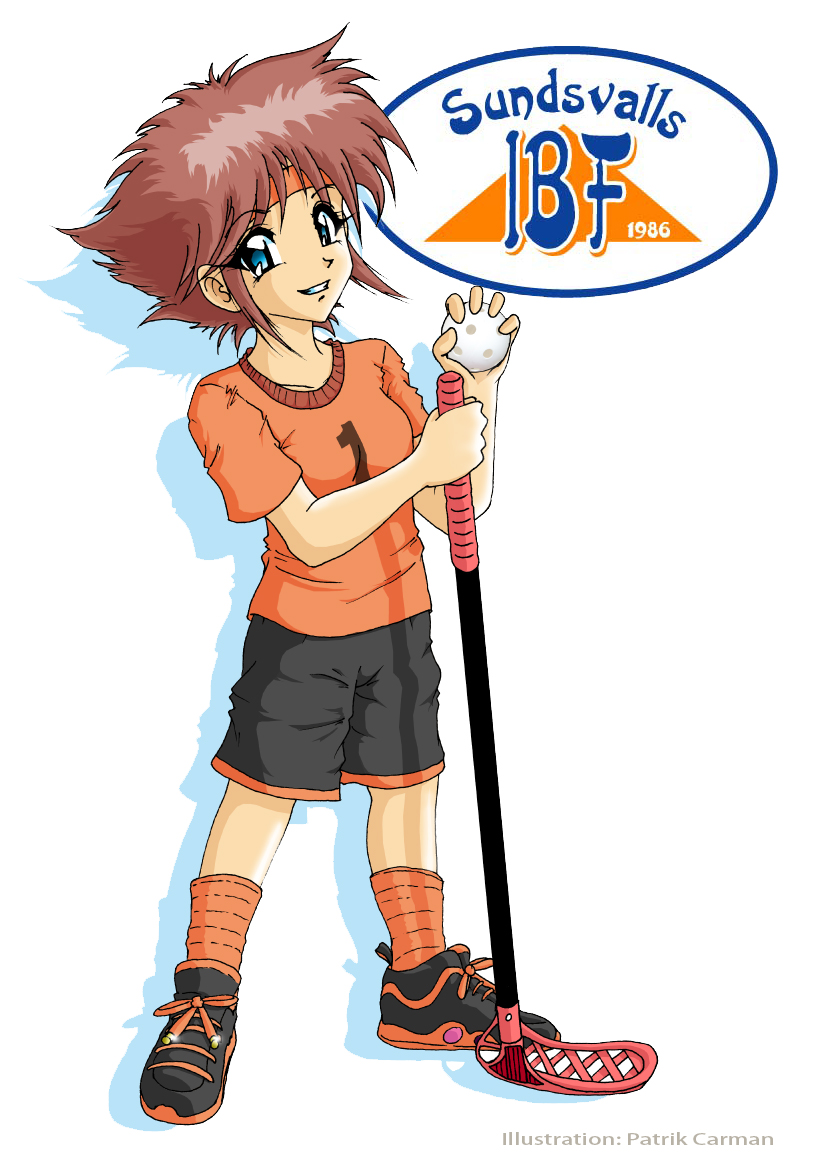 Sundsvalls
IBF
1986
1
Illustration: Patrik Carman